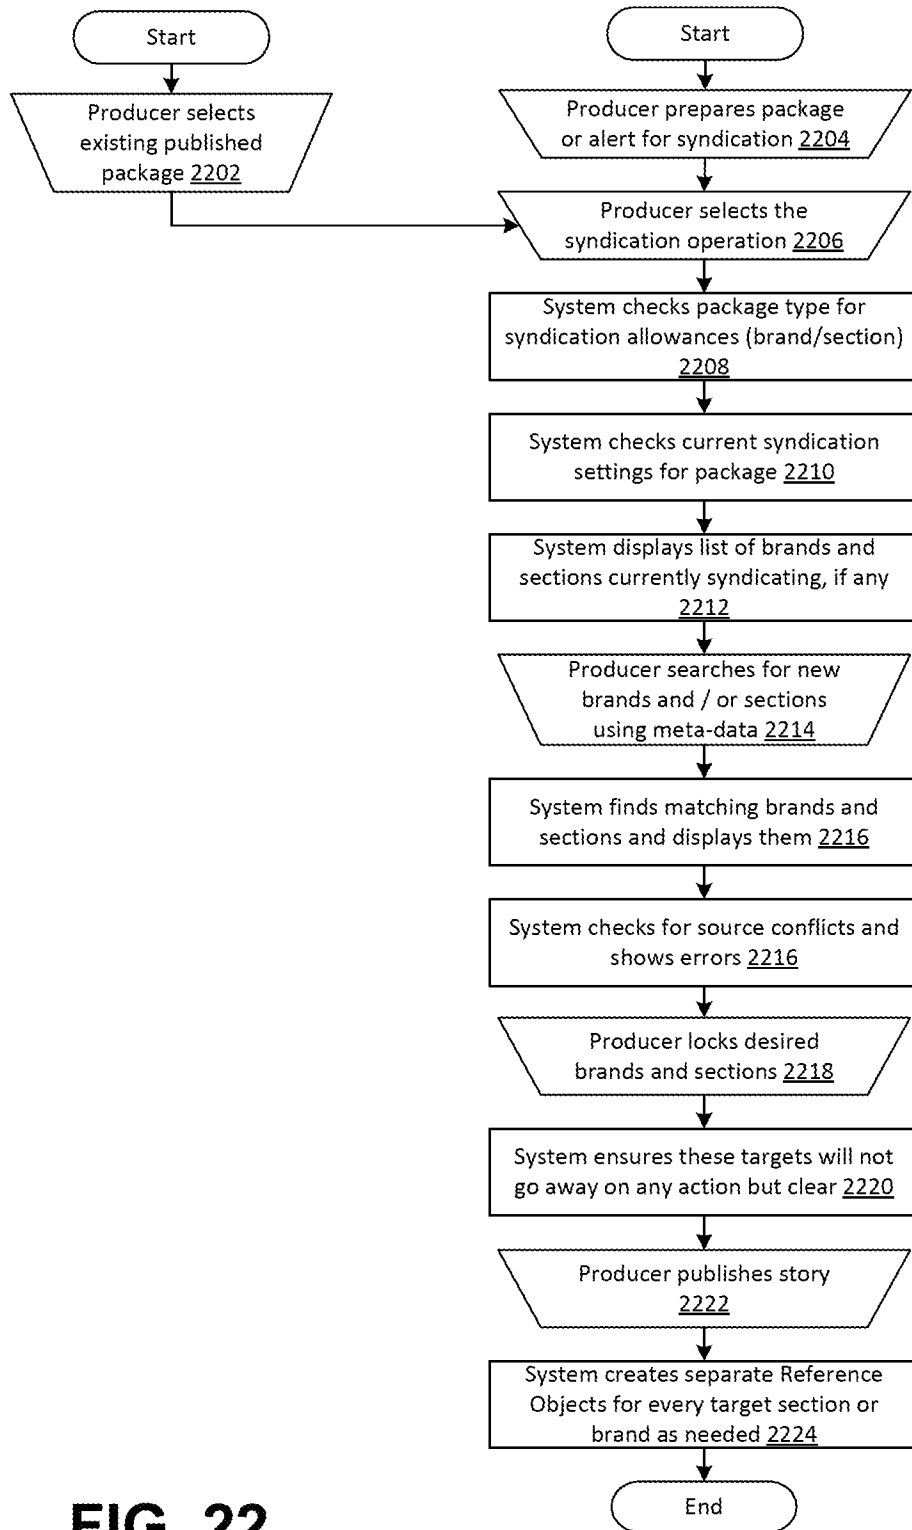 Start
Producer selects
existing published
package 2202
Start
Producer prepares package
or alert for syndication 2204
Producer selects the
syndication operation 2206
System checks package type for
syndication allowances (brand/section)
2208
System checks current syndication
settings for package 2210
System displays list of brands and
sections currently syndicating, if any
2212
Producer searches for new
brands and / or sections
using meta-data 2214
System finds matching brands and
sections and displays them 2216
System checks for source conflicts and
shows errors 2216
Producer locks desired
brands and sections 2218
System ensures these targets will not
go away on any action but clear 2220
Producer publishes story
2222
System creates separate Reference
Objects for every target section or
brand as needed 2224
End
FIG. 22